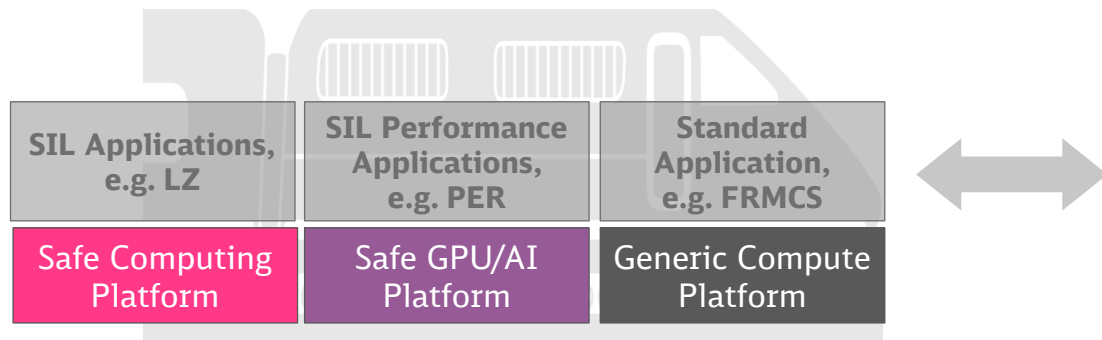 SIL Applications,
e.g. LZ
SIL Performance
Applications,
e.g. PER
Standard
Application,
e.g. FRMCS
Safe Computing
Platform
Safe GPU/AI
Platform
Generic Compute
Platform